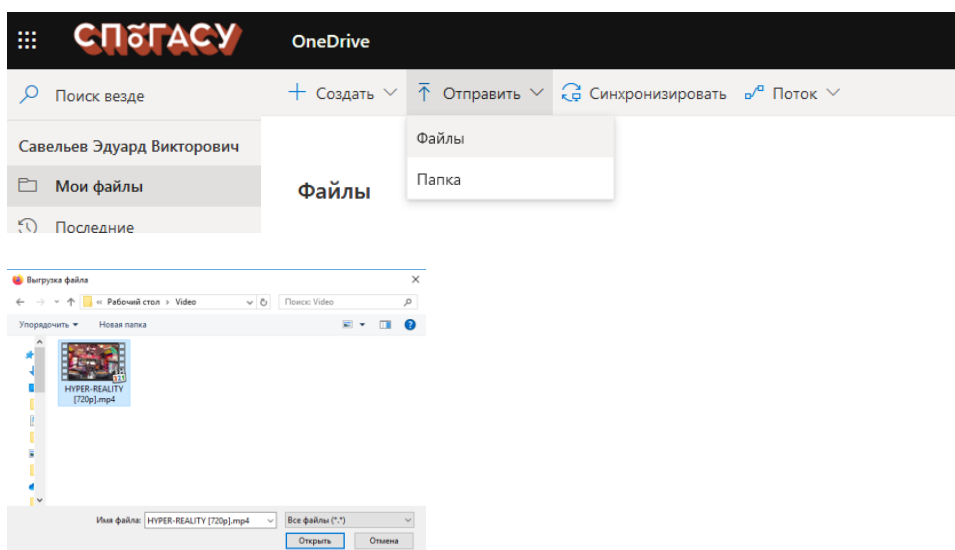 СПбГАСУ OneDrive
Поиск везде
Создать Отправить Синхронизировать Поток
Савельев Эдуард Викторович
Файлы
Мои файлы
Папка
Файлы
Последние
Выгрузка файла
« Рабочий стол › Video
Поиск: Video
Упорядочить Новая папка
HYPER-REALITY
[720p].mp4
Имя файла: HYPER-REALITY [720p].mp4 Все файлы (*.*)
Открыть Отмена